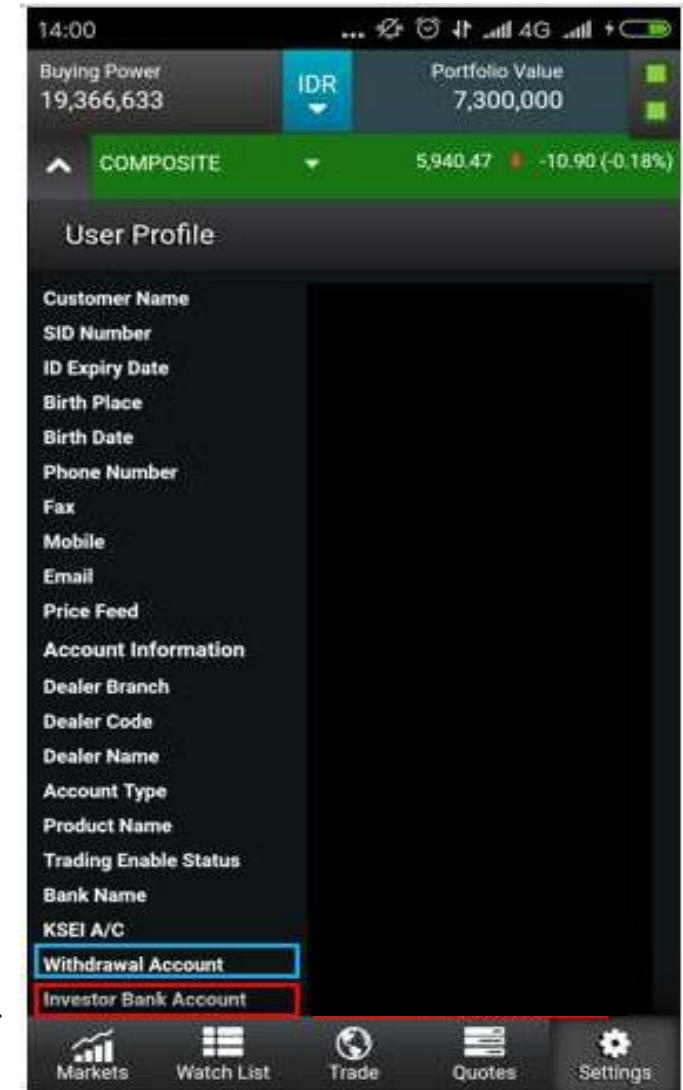 14:00 ... 4G
Buying Power
19,366,633
IDR
Portfolio Value
7,300,000
COMPOSITE 5,940.47 -10.90 (-0.18%)
User Profile
Customer Name
SID Number
ID Expiry Date
Birth Place
Birth Date
Phone Number
Fax
Mobile
Email
Price Feed
Account Information
Dealer Branch
Dealer Code
Dealer Name
Account Type
Product Name
Trading Enable Status
Bank Name
KSEI A/C
Withdrawal Account
Investor Bank Account
Markets Watch List Trade Quotes Settings